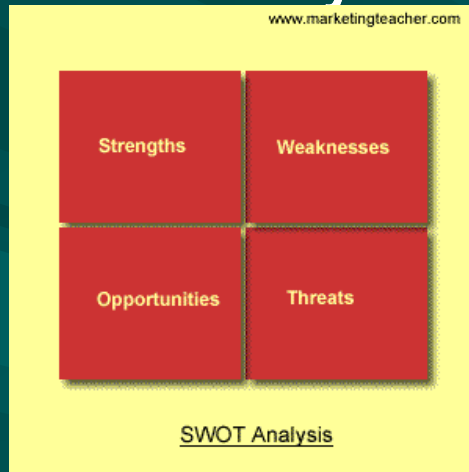 www.marketingteacher.com
Strengths
Weaknesses
Opportunities
Threats
SWOT Analysis